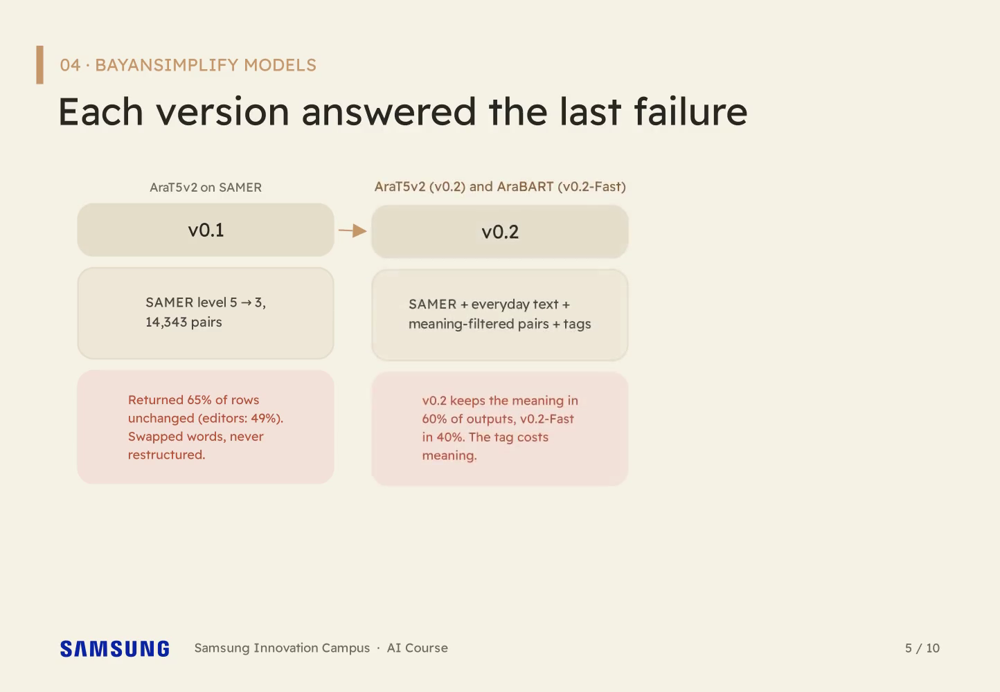 04 · BAYANSIMPLIFY MODELS
Each version answered the last failure
AraT5v2 on SAMER
v0.1
SAMER level 5 → 3,
14,343 pairs
Returned 65% of rows
unchanged (editors: 49%).
Swapped words, never
restructured.
AraT5v2 (v0.2) and AraBART (v0.2-Fast)
v0.2
SAMER + everyday text +
meaning-filtered pairs + tags
v0.2 keeps the meaning in
60% of outputs, v0.2-Fast
in 40%. The tag costs
meaning.
SAMSUNG
Samsung Innovation Campus · AI Course
5 / 10